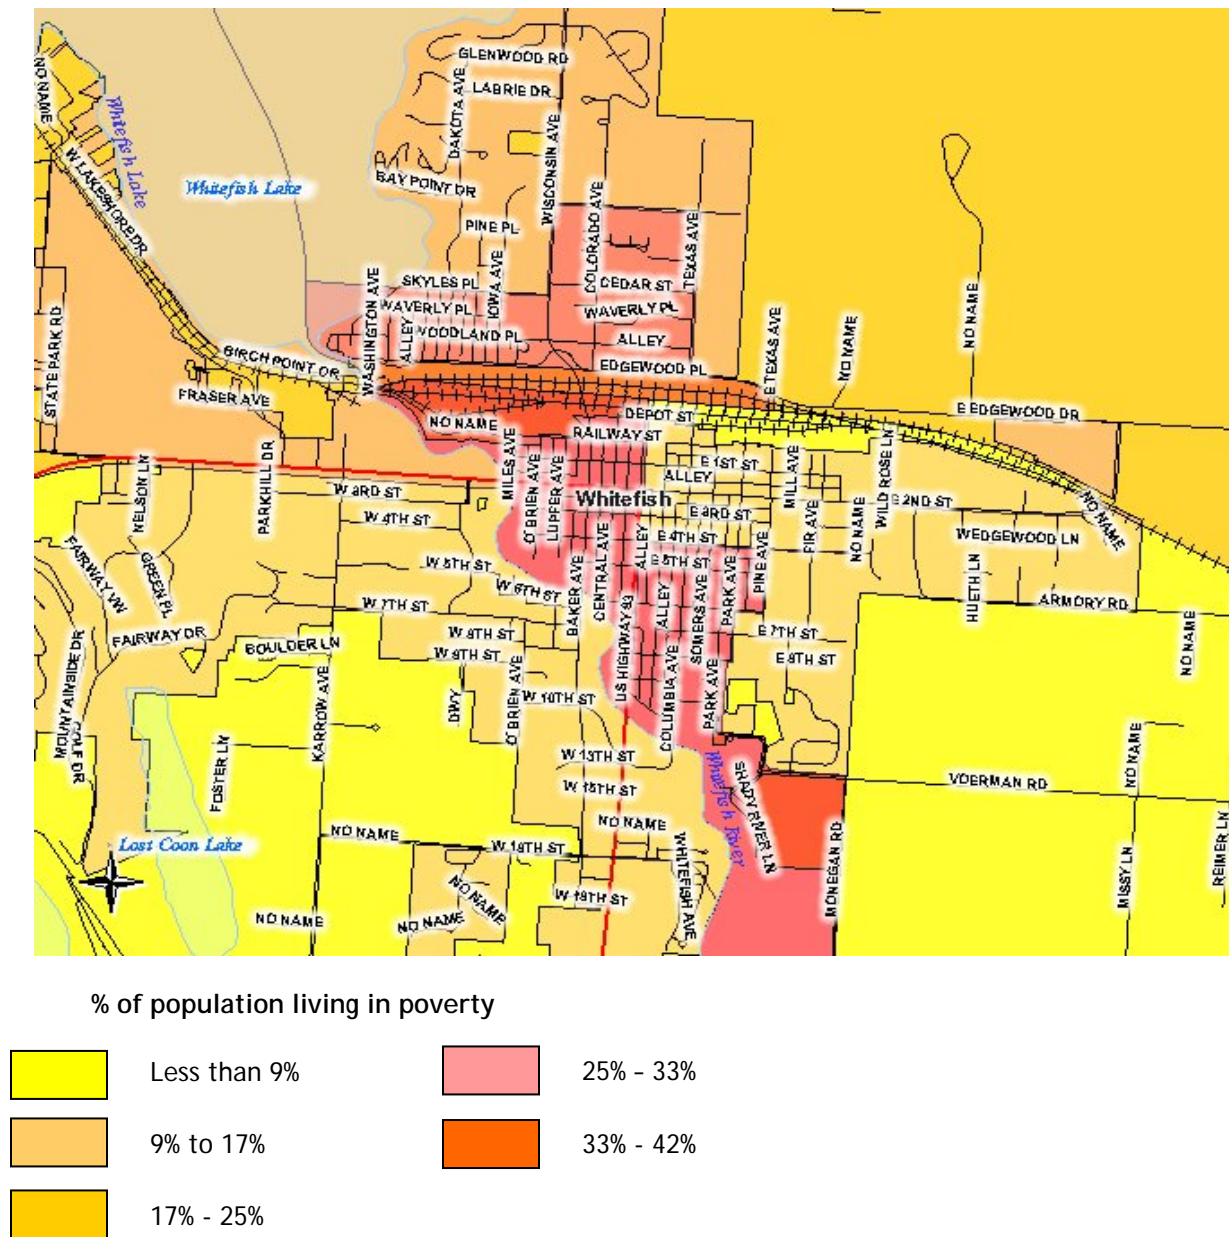 GLENWOOD RD
LABRIE DR
DAKOTA AVE
WISCONSIN AVE
NO NAME
Whitefish Lake
W LAKESHORE DR
Whitefish Lake
BAY POINT DR
PINE PL
COLORADO AVE
TEXAS AVE
SKYLES PL
IOWA AVE
CEDAR ST
WASHINGTON AVE
WAVERLY PL
WAVERLY PL
ALLEY
WOODLAND PL
ALLEY
STATE PARK RD
BIRCH POINT DR
EDGEWOOD PL
E TEXAS AVE
NO NAME
NO NAME
FRASER AVE
DEPOT ST
E EDGEWOOD DR
NO NAME
RAILWAY ST
MILES AVE
O'BRIEN AVE
LUPFER AVE
NELSON LN
PARKHILL DR
E 1ST ST
ALLEY
MILL AVE
WILD ROSE LN
W 3RD ST
Whitefish
E 2ND ST
NO NAME
W 4TH ST
E 3RD ST
FIR AVE
NO NAME
WEDGEWOOD LN
E 4TH ST
ALLEY
FAIRWAY VW
GREEN PL
W 5TH ST
W 6TH ST
E 5TH ST
PARK AVE
PINE AVE
HUETH LN
ARMORY RD
W 7TH ST
BAKER AVE
CENTRAL AVE
ALLEY
SOMERS AVE
E 7TH ST
NO NAME
FAIRWAY DR
BOULDER LN
W 8TH ST
W 9TH ST
E 8TH ST
MOUNTAINSIDE DR
GOLF DR
KARROW AVE
DWY
O'BRIEN AVE
W 10TH ST
US HIGHWAY 93
COLUMBIA AVE
PARK AVE
FOSTER LN
W 13TH ST
Whitefish River
SHADY RIVER LN
VOERMAN RD
NO NAME
W 15TH ST
NO NAME
NO NAME
Lost Coon Lake
W 18TH ST
WHITEFISH AVE
MONEGAN RD
MISSY LN
REIMER LN
NO NAME
NO NAME
NO NAME
W 19TH ST
% of population living in poverty
Less than 9%
25% – 33%
9% to 17%
33% - 42%
17% - 25%